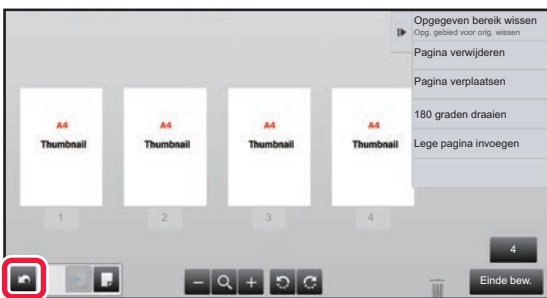 Opgegeven bereik wissen
Opg. gebied voor orig. wissen
Pagina verwijderen
Pagina verplaatsen
180 graden draaien
Lege pagina invoegen
A4
Thumbnail
A4
Thumbnail
A4
Thumbnail
A4
Thumbnail
1
2
3
4
4
Einde bew.